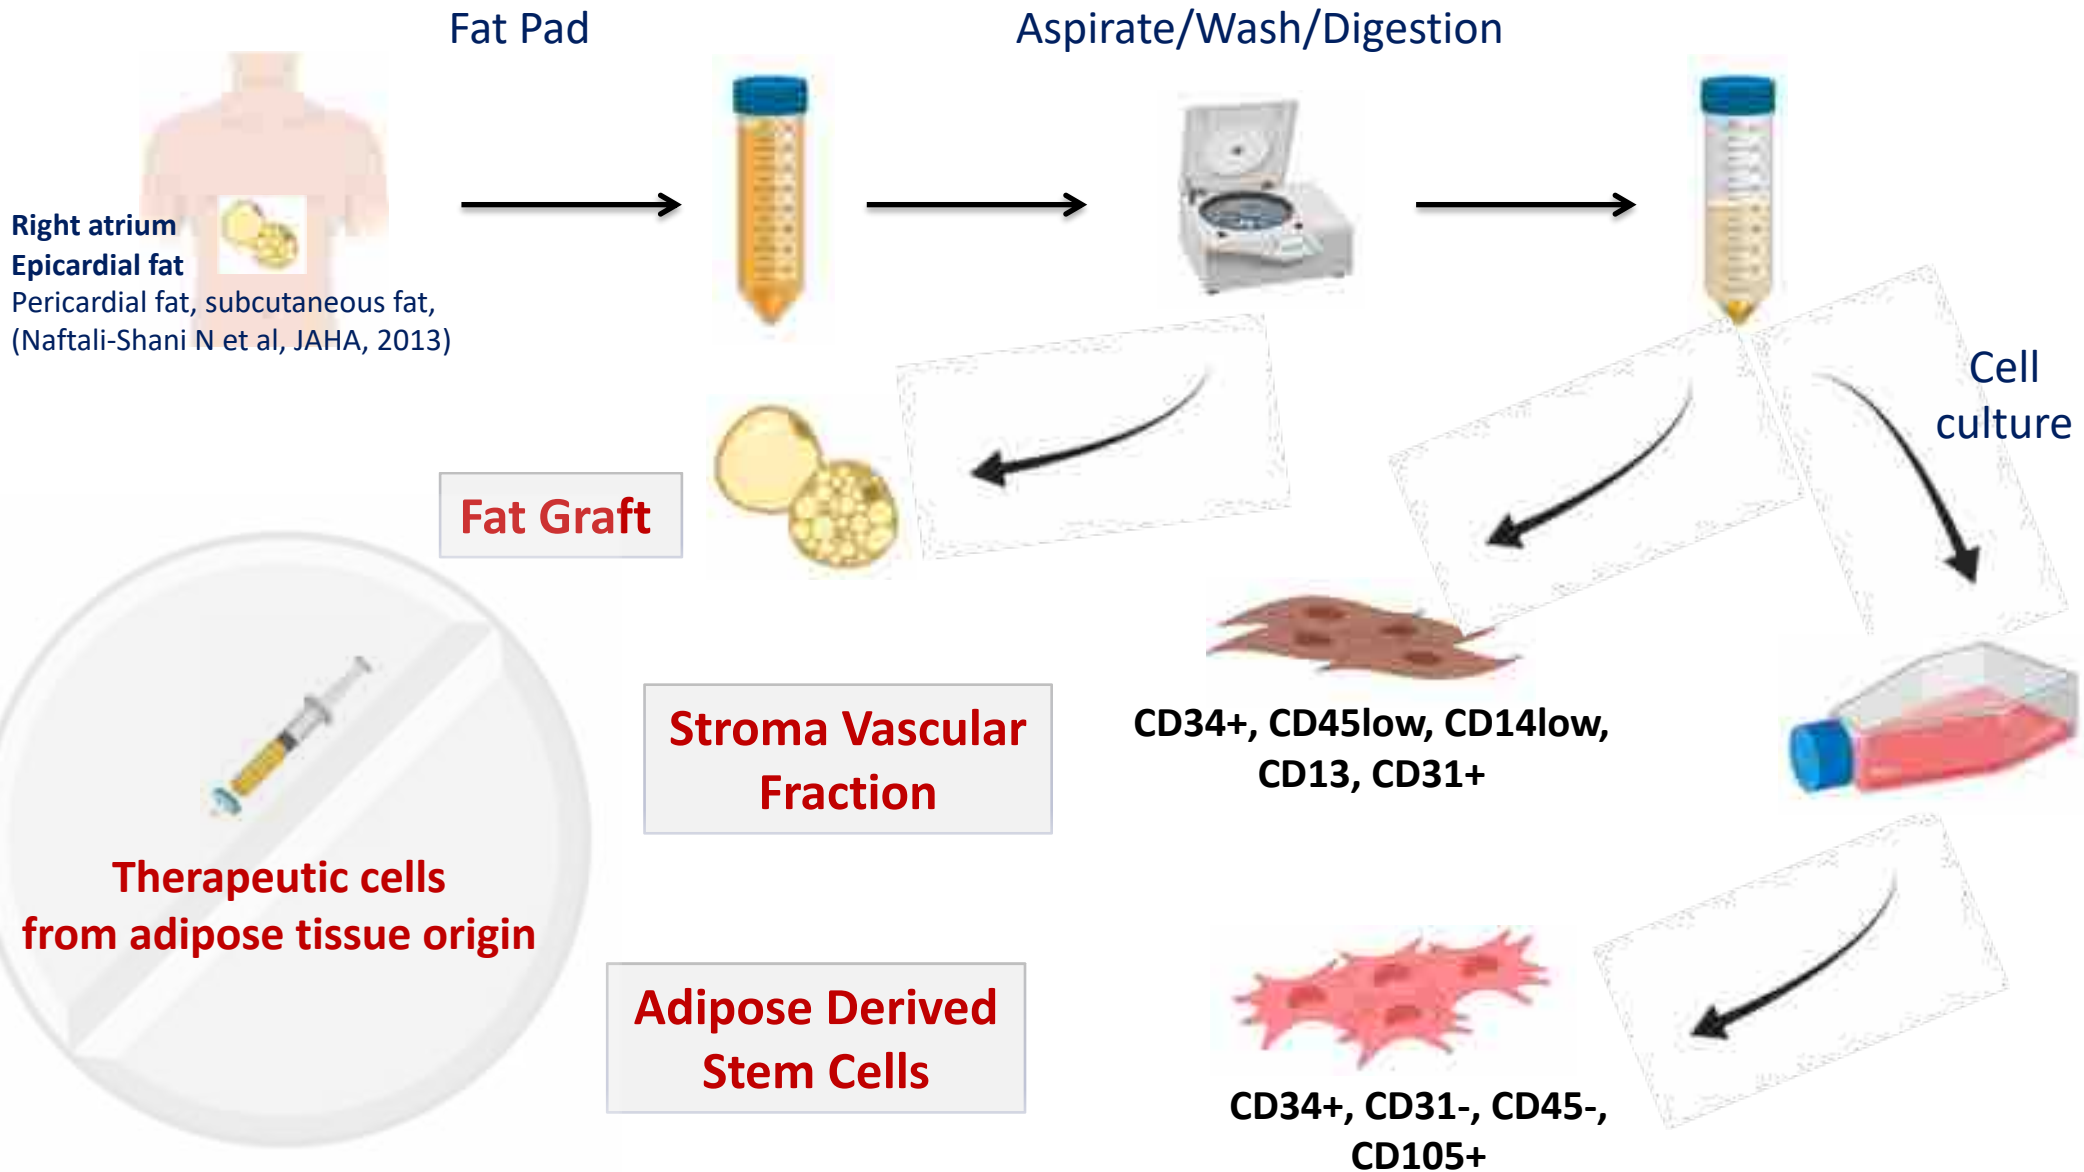 Fat Pad
Aspirate/Wash/Digestion
Right atrium
Epicardial fat
Pericardial fat, subcutaneous fat,
(Naftali-Shani N et al, JAHA, 2013)
Cell
culture
Fat Graft
Stroma Vascular
Fraction
CD34+, CD45low, CD14low,
CD13, CD31+
Therapeutic cells
from adipose tissue origin
Adipose Derived
Stem Cells
CD34+, CD31-, CD45-,
CD105+